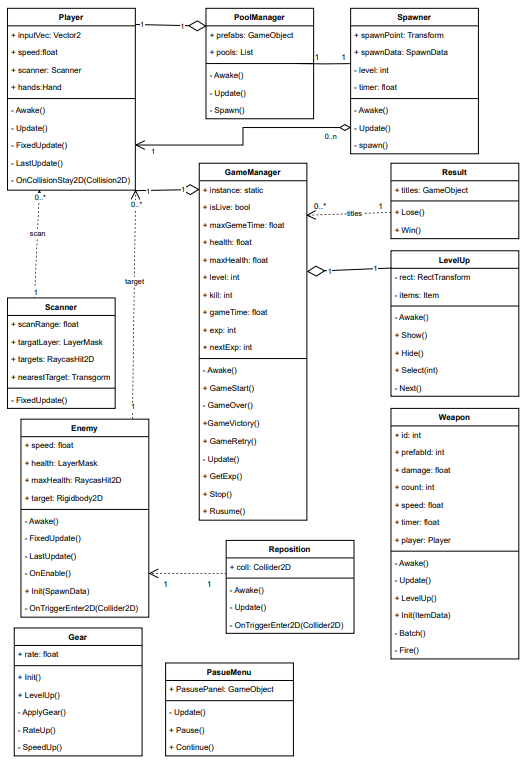 Player
+ inputVec: Vector2
+ speed:float
+ scanner: Scanner
+ hands:Hand
- Awake()
- Update()
- FixedUpdate()
- LastUpdate()
- OnCollisionStay2D(Collision2D)
1
1
PoolManager
+ prefabs: GameObject
+ pools: List
- Awake()
- Update()
- Spawn()
1
1
Spawner
+ spawnPoint: Transform
+ spawnData: SpawnData
- level: int
- timer: float
- Awake()
- Update()
- spawn()
1
0..n
1
1
GameManager
+ instance: static
+ isLive: bool
+ maxGemeTime: float
+ health: float
+ maxHealth: float
+ level: int
+ kill: int
+ gameTime: float
+ exp: int
+ nextExp: int
- Awake()
+ GameStart()
- GameOver()
+GameVictory()
+ GameRetry()
- Update()
+ GetExp()
+ Stop()
+ Rusume()
0..*
titles
1
Result
+ titles: GameObject
+ Lose()
+ Win()
1
1
LevelUp
- rect: RectTransform
- items: Item
- Awake()
+ Show()
+ Hide()
+ Select(int)
- Next()
0..*
scan
1
0..*
target
1
Scanner
+ scanRange: float
+ targatLayer: LayerMask
+ targets: RaycasHit2D
+ nearestTarget: Transgorm
- FixedUpdate()
Enemy
+ speed: float
+ health: LayerMask
+ maxHealth: RaycasHit2D
+ target: Rigidbody2D
- Awake()
- FixedUpdate()
- LastUpdate()
- OnEnable()
+ Init(SpawnData)
- OnTriggerEnter2D(Collider2D)
1
1
Reposition
+ coll: Collider2D
- Awake()
- Update()
- OnTriggerEnter2D(Collider2D)
Weapon
+ id: int
+ prefabId: int
+ damage: float
+ count: int
+ speed: float
+ timer: float
+ player: Player
- Awake()
- Update()
+ LevelUp()
+ Init(ItemData)
- Batch()
- Fire()
Gear
+ rate: float
+ Init()
+ LevelUp()
- ApplyGear()
- RateUp()
- SpeedUp()
PasueMenu
+ PasusePanel: GameObject
- Update()
+ Pause()
+ Continue()